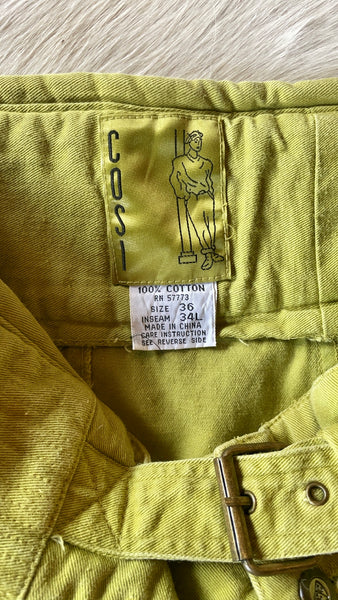 COSI
100% COTTON
RN 57773
SIZE 36
INSEAM 34L
MADE IN CHINA
CARE INSTRUCTION
SEE REVERSE SIDE